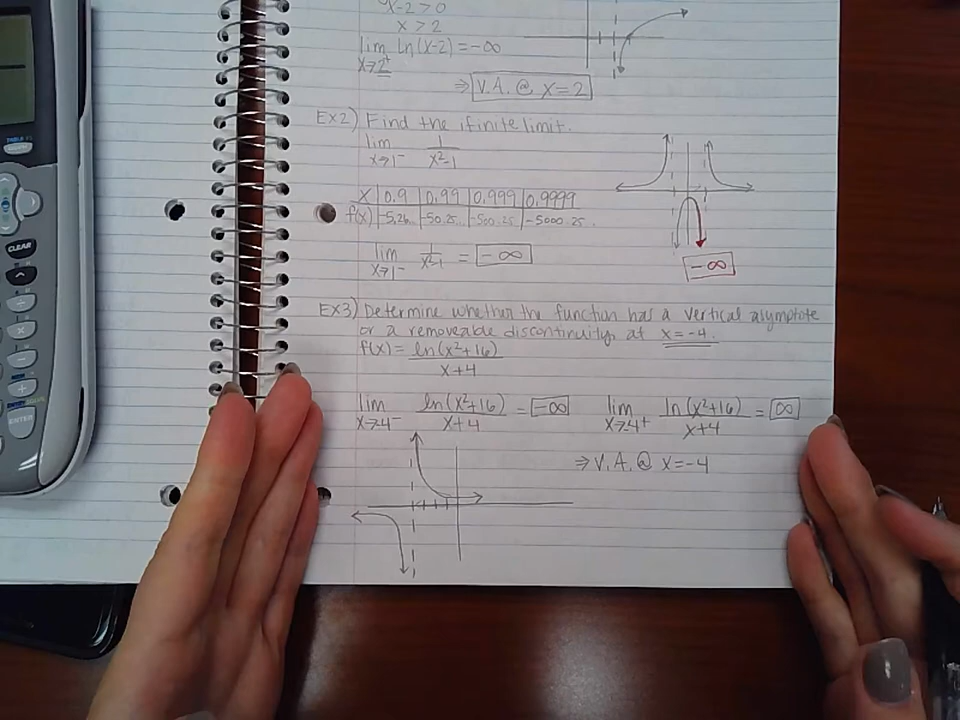 x-2>0
x>2
lim ln(x-2) = -∞
x→2⁺
⇒ V.A. @ x=2
Ex2) Find the ifinite limit.
lim 1
x→1⁻ x²-1
x 0.9 0.99 0.999 0.9999
f(x) -5.26.. -50.25... -500.25 -5000.25.
lim 1/x²-1 = -∞
x→1⁻
-∞
Ex3) Determine whether the function has a vertical asymptote
or a removeable discontinuity, at x=-4.
f(x) = ln(x²+16)
x+4
lim ln(x²+16) = -∞ lim ln(x²+16) = ∞
x→-4⁻ x+4 x→-4⁺ x+4
⇒ V.A. @ x=-4
CLEAR
ENTER